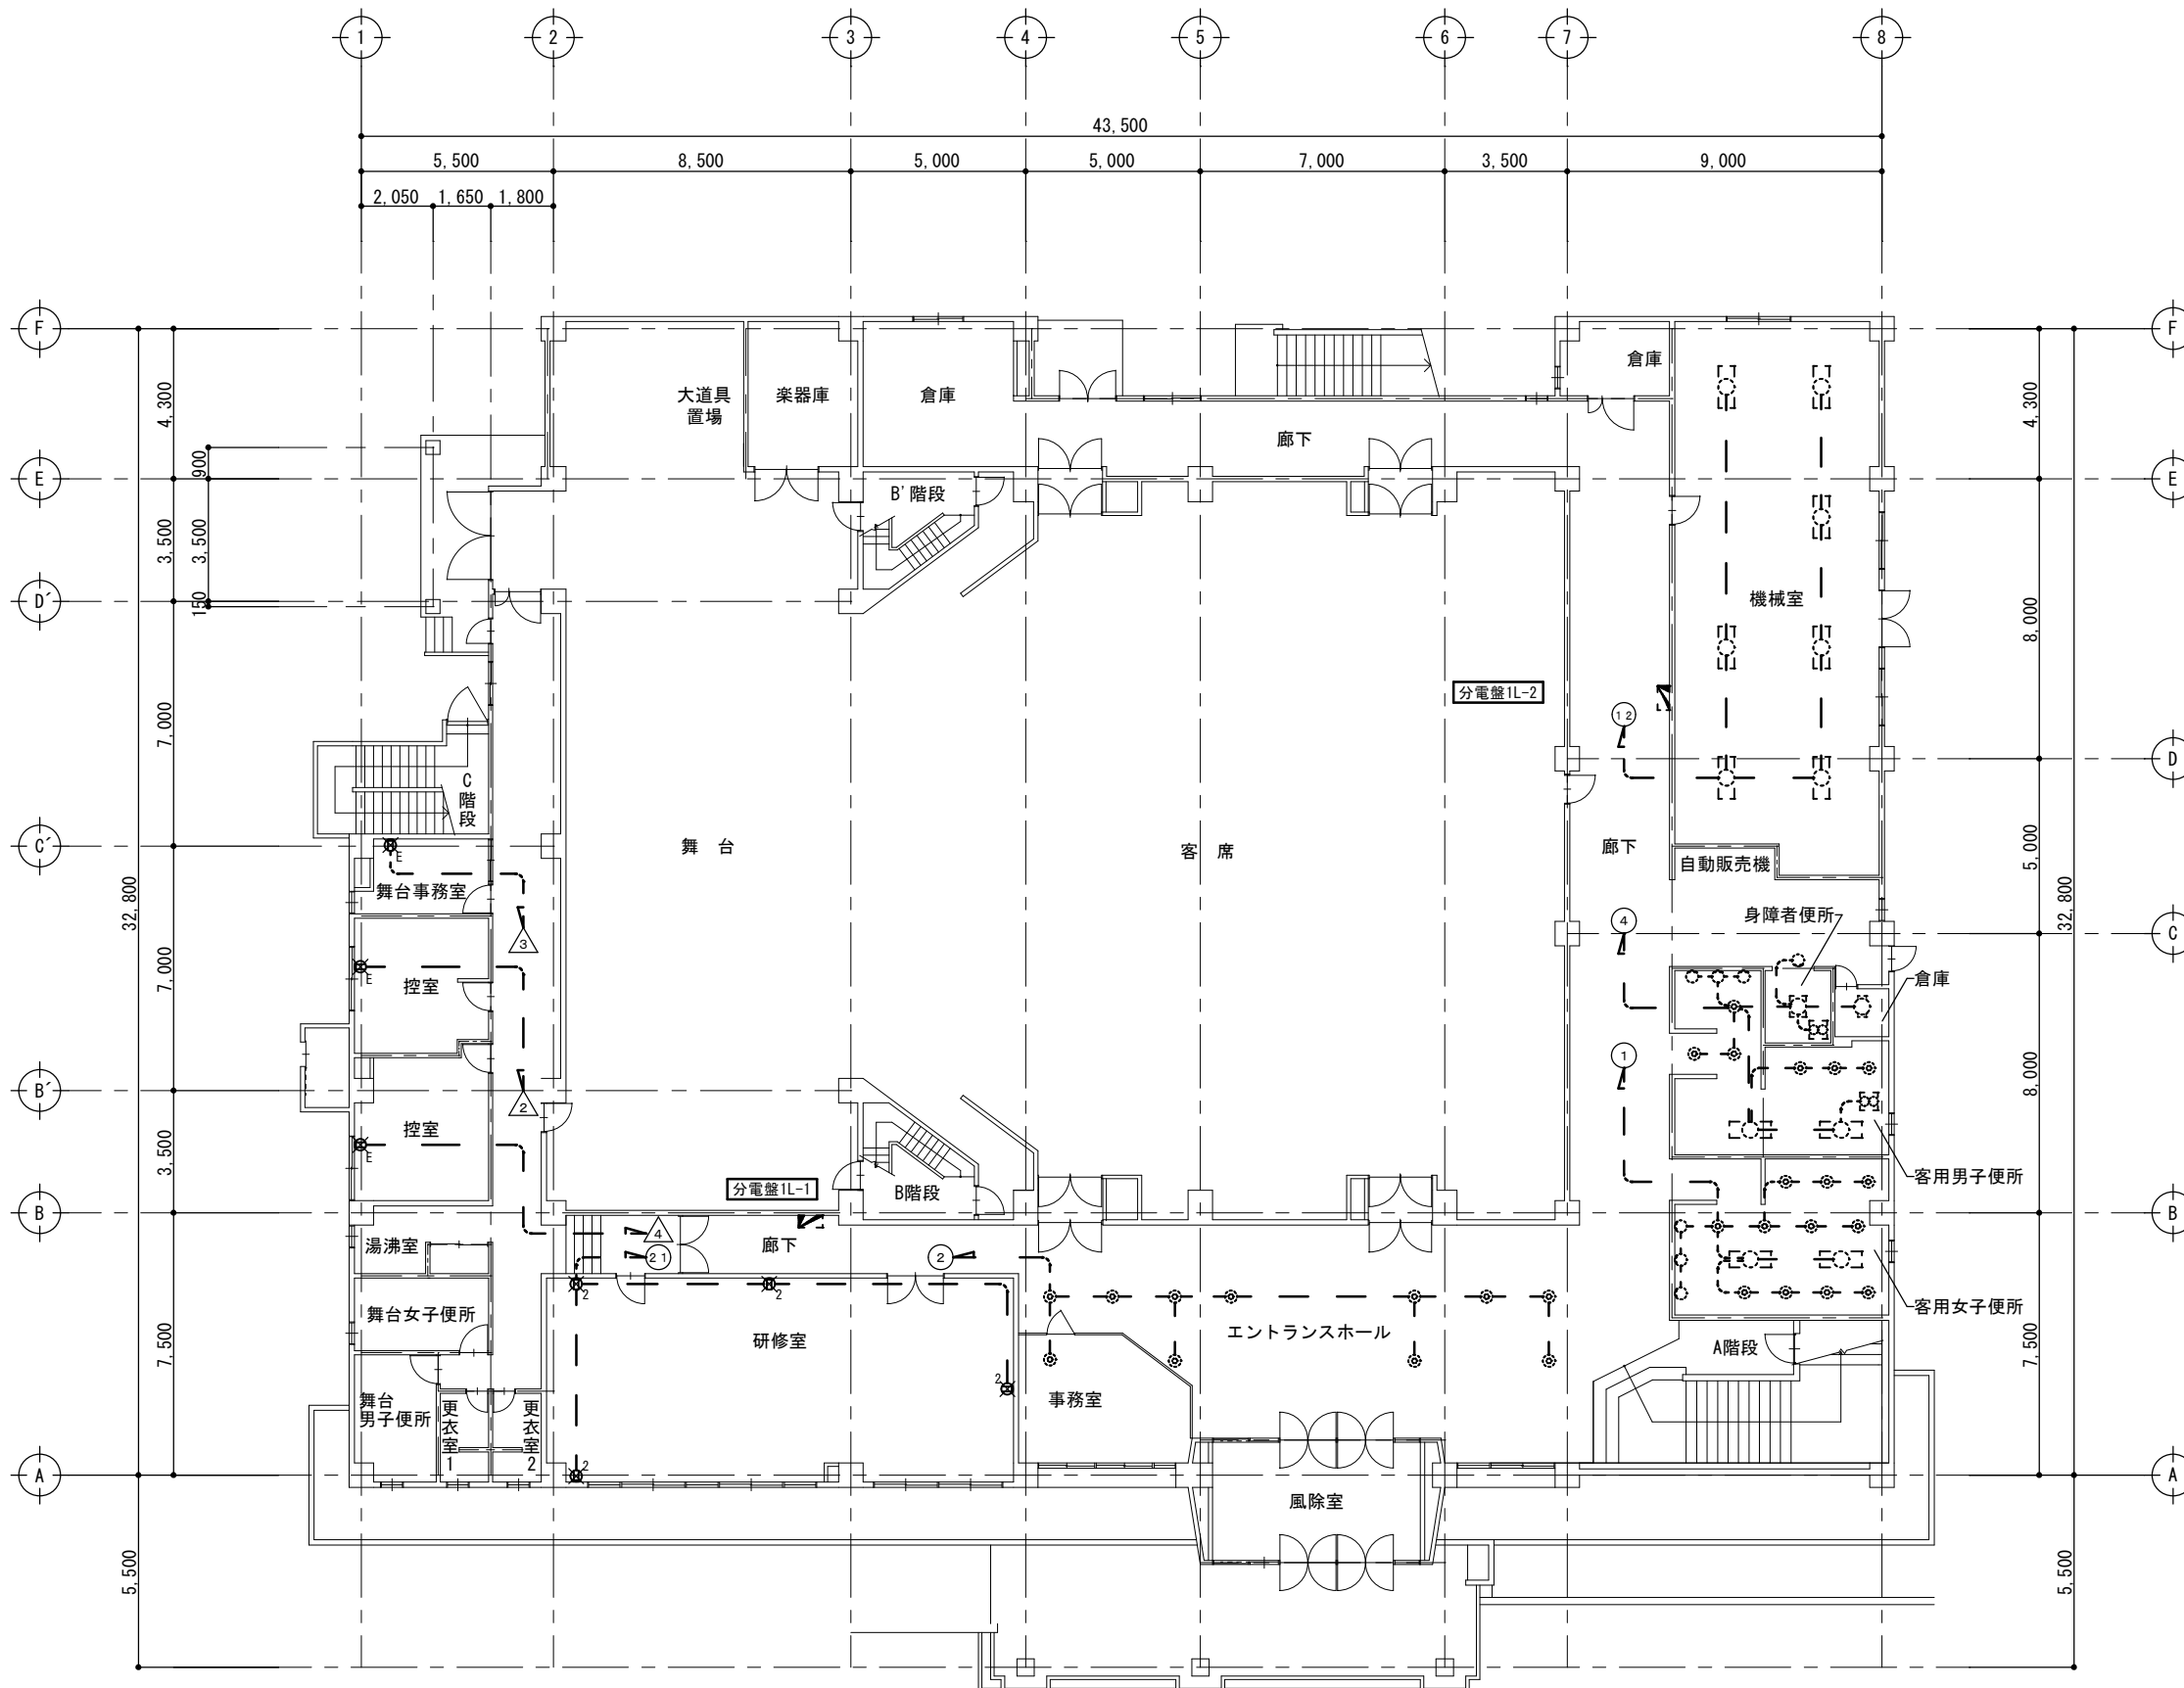 1 2 3 4 5 6 7 8
43,500
5,500 8,500 5,000 5,000 7,000 3,500 9,000
2,050 1,650 1,800
F F
4,300 4,300
大道具
置場
楽器庫
倉庫
倉庫
廊下
900
E E
B'階段
3,500 3,500 8,000
機械室
D′
150
分電盤1L-2
12
7,000
D
C
階
段
C′
舞 台
客 席
廊下
5,000
自動販売機
E
舞台事務室
32,800 32,800
身障者便所
4
C
3
E
控室
7,000
倉庫
1
B′
2
8,000
控室
E
3,500
客用男子便所
分電盤1L-1
B階段
B B
湯沸室
4
廊下
21
2
2 2
舞台女子便所
研修室
エントランスホール
客用女子便所
A階段
7,500 7,500
2
舞台
男子便所
更
衣
室
1
更
衣
室
2
事務室
A A
2
風除室
5,500 5,500